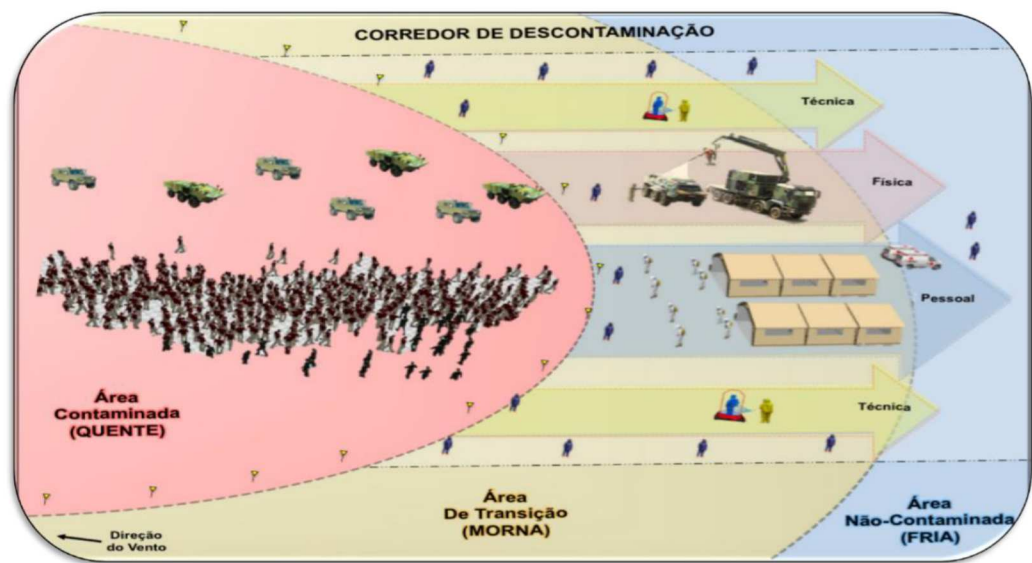 CORREDOR DE DESCONTAMINAÇÃO
Técnica
Física
Pessoal
Técnica
Área
Contaminada
(QUENTE)
Área
De Transição
(MORNA)
Área
Não-Contaminada
(FRIA)
Direção
do Vento